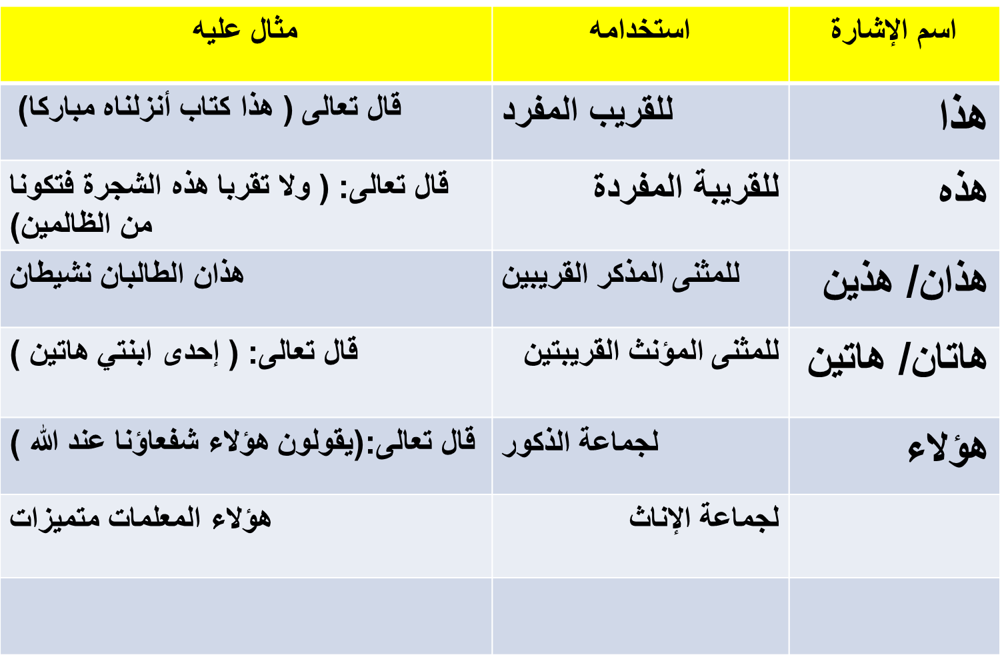 اسم الإشارة
استخدامه
مثال عليه
هذا
للقريب المفرد
قال تعالى ( هذا كتاب أنزلناه مباركا)
هذه
للقريبة المفردة
قال تعالى: ( ولا تقربا هذه الشجرة فتكونا
من الظالمين)
هذان/ هذين
للمثنى المذكر القريبين
هذان الطالبان نشيطان
هاتان/ هاتين
للمثنى المؤنث القريبتين
قال تعالى: ( إحدى ابنتي هاتين )
هؤلاء
لجماعة الذكور
قال تعالى:(يقولون هؤلاء شفعاؤنا عند الله )
لجماعة الإناث
هؤلاء المعلمات متميزات